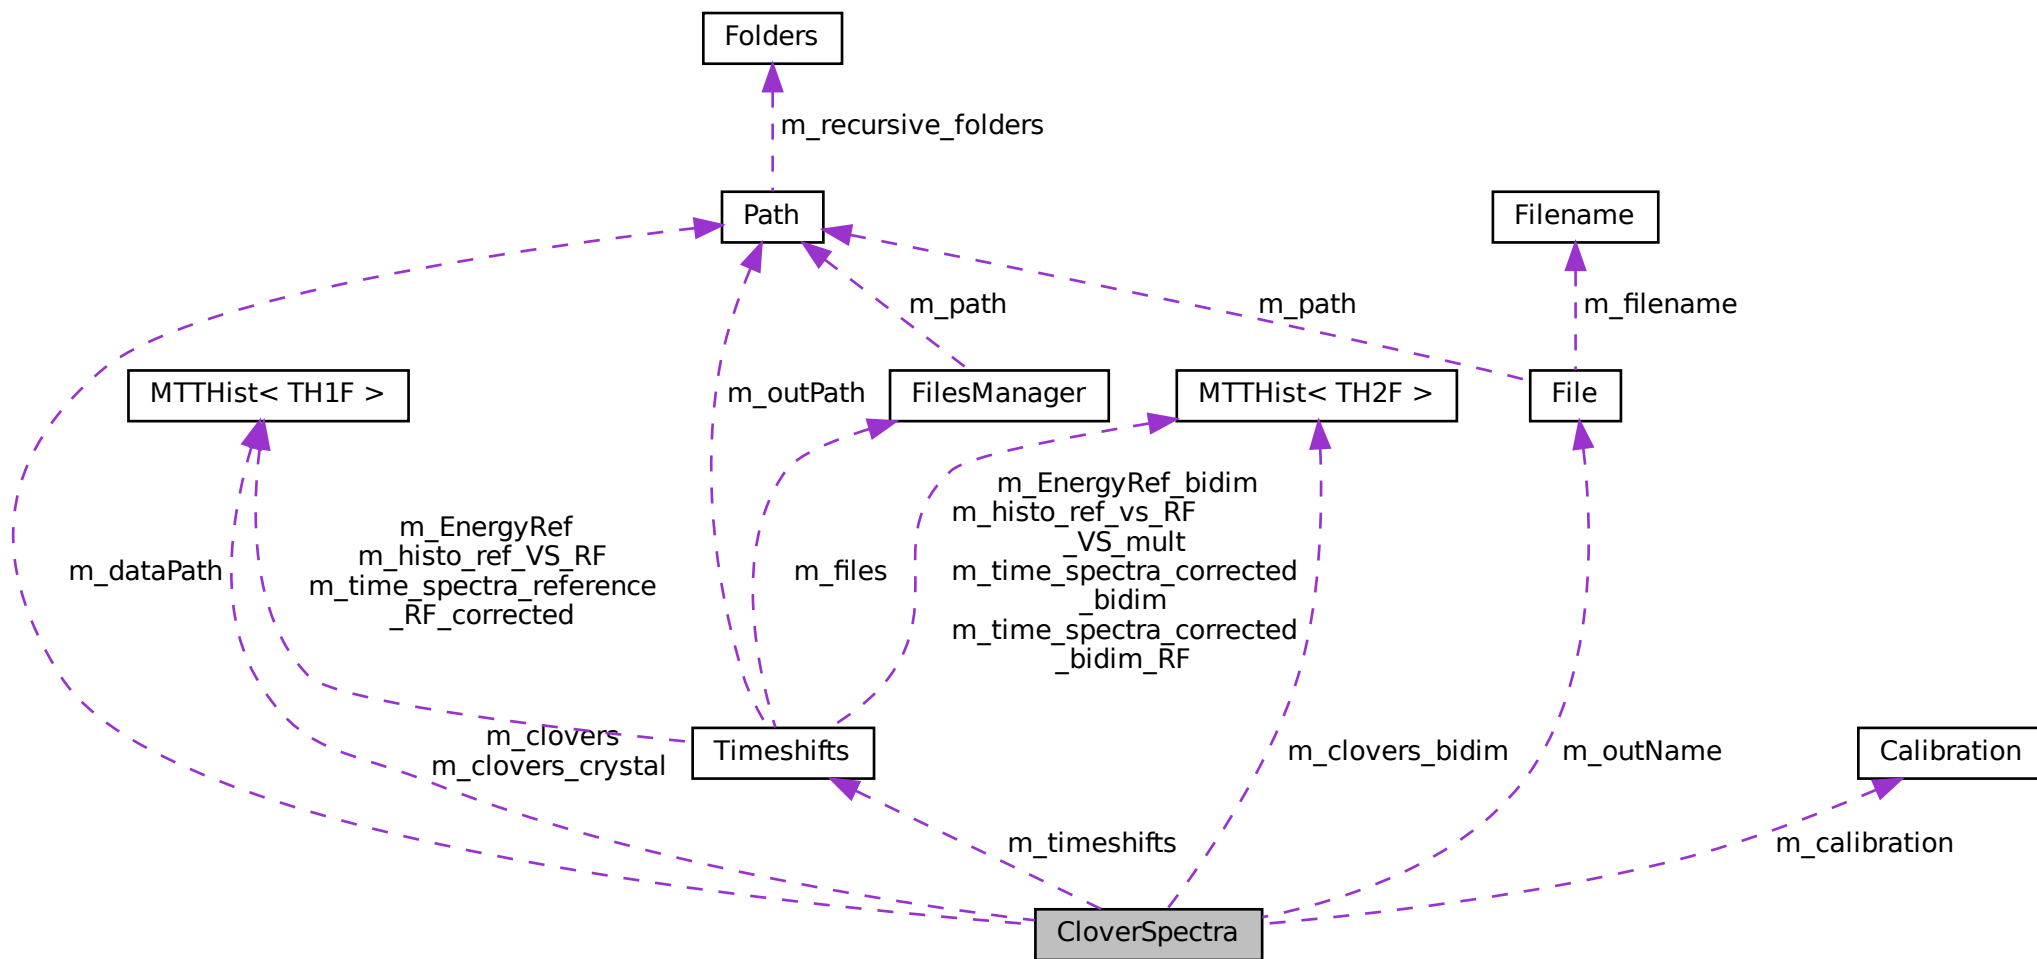 Folders
m_recursive_folders
Path
Filename
m_path
m_path
m_filename
MTTHist< TH1F >
m_outPath
FilesManager
MTTHist< TH2F >
File
m_EnergyRef_bidim
m_histo_ref_vs_RF
_VS_mult
m_time_spectra_corrected
_bidim
m_time_spectra_corrected
_bidim_RF
m_EnergyRef
m_histo_ref_VS_RF
m_time_spectra_reference
_RF_corrected
m_dataPath
m_files
m_clovers
m_clovers_crystal
Timeshifts
m_clovers_bidim
m_outName
Calibration
m_timeshifts
m_calibration
CloverSpectra